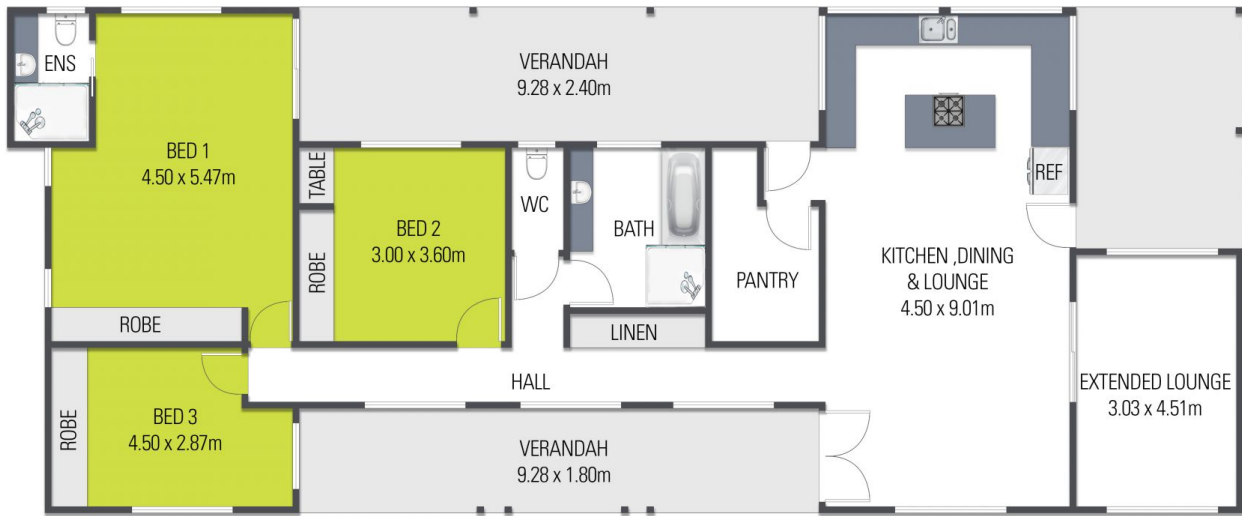 ENS
BED 1
4.50 x 5.47m
ROBE
VERANDAH
9.28 x 2.40m
TABLE
ROBE
BED 2
3.00 x 3.60m
WC
BATH
LINEN
PANTRY
REF
KITCHEN ,DINING
& LOUNGE
4.50 x 9.01m
HALL
ROBE
BED 3
4.50 x 2.87m
VERANDAH
9.28 x 1.80m
EXTENDED LOUNGE
3.03 x 4.51m